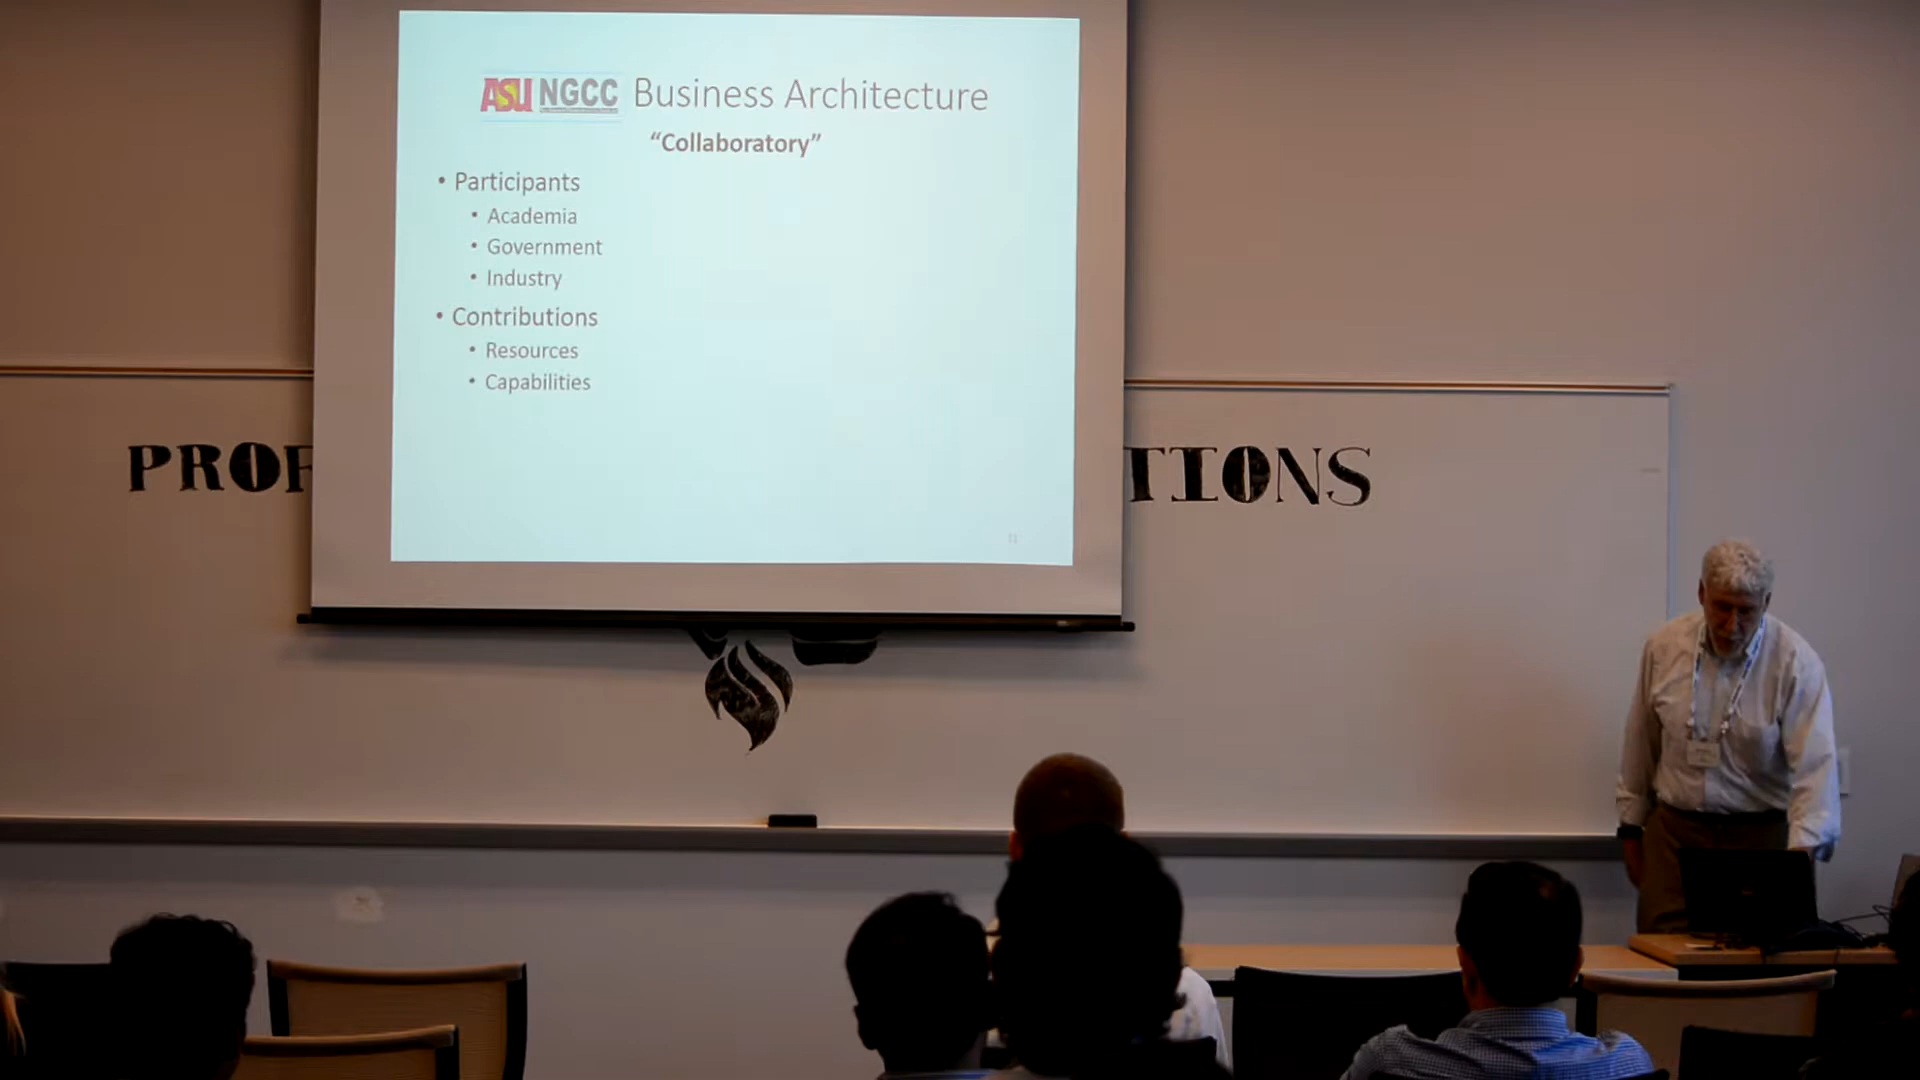 ASU NGCC Business Architecture
“Collaboratory”
• Participants
• Academia
• Government
• Industry
• Contributions
• Resources
• Capabilities
PROF
TIONS